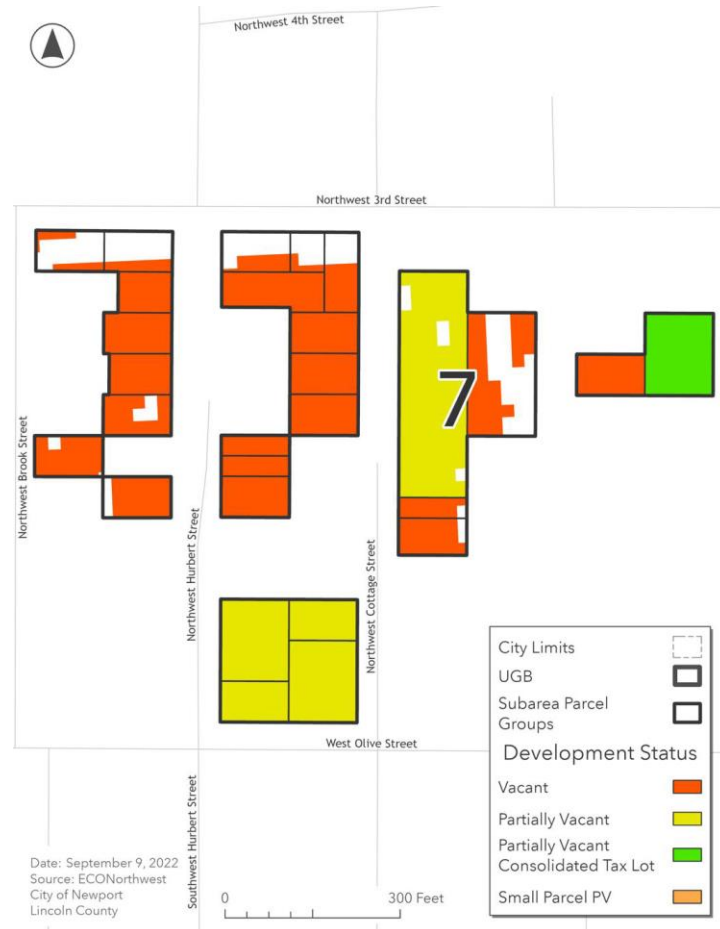 Northwest 4th Street
Northwest 3rd Street
7
Northwest Brook Street
Northwest Hurbert Street
Northwest Cottage Street
West Olive Street
Southwest Hurbert Street
City Limits
UGB
Subarea Parcel
Groups
Development Status
Vacant
Partially Vacant
Partially Vacant
Consolidated Tax Lot
Small Parcel PV
Date: September 9, 2022
Source: ECONorthwest
City of Newport
Lincoln County
0 300 Feet